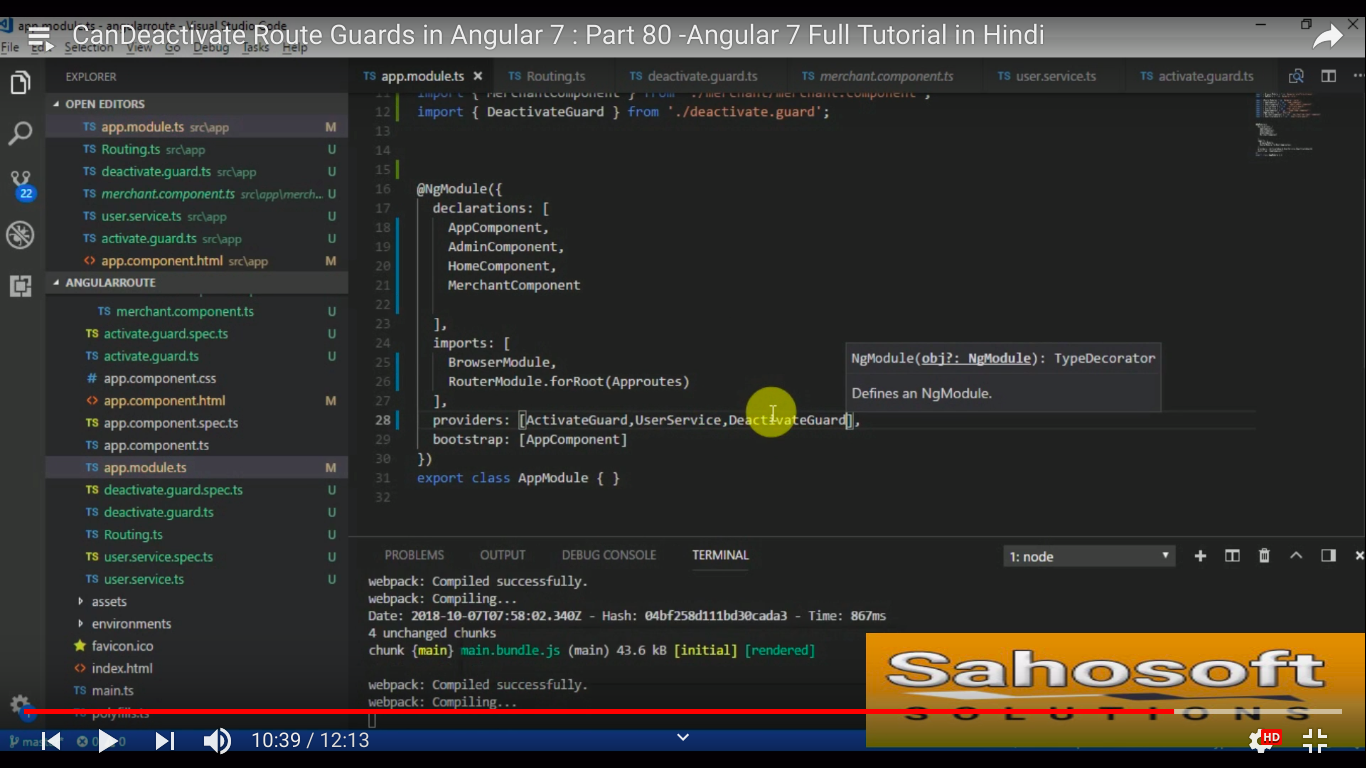 app.module.ts - angularroute - Visual Studio Code
CanDeactivate Route Guards in Angular 7 : Part 80 -Angular 7 Full Tutorial in Hindi
File Edit Selection View Go Debug Tasks Help
EXPLORER
OPEN EDITORS
TS app.module.ts src\app M
TS Routing.ts src\app U
TS deactivate.guard.ts src\app U
TS merchant.component.ts src\app\merch... U
TS user.service.ts src\app U
TS activate.guard.ts src\app U
<> app.component.html src\app M
22
ANGULARROUTE
TS merchant.component.ts U
TS activate.guard.spec.ts U
TS activate.guard.ts U
# app.component.css
<> app.component.html M
TS app.component.spec.ts
TS app.component.ts
TS app.module.ts M
TS deactivate.guard.spec.ts U
TS deactivate.guard.ts U
TS Routing.ts U
TS user.service.spec.ts U
TS user.service.ts U
assets
environments
favicon.ico
<> index.html
TS main.ts
TS polyfills.ts
TS app.module.ts
TS Routing.ts
TS deactivate.guard.ts
TS merchant.component.ts
TS user.service.ts
TS activate.guard.ts
11 import { MerchantComponent } from './merchant/merchant.component';
12 import { DeactivateGuard } from './deactivate.guard';
13
14
15
16 @NgModule({
17 declarations: [
18 AppComponent,
19 AdminComponent,
20 HomeComponent,
21 MerchantComponent
22
23 ],
24 imports: [
25 BrowserModule,
26 RouterModule.forRoot(Approutes)
27 ],
28 providers: [ActivateGuard,UserService,DeactivateGuard],
29 bootstrap: [AppComponent]
30 })
31 export class AppModule { }
32
NgModule(obj?: NgModule): TypeDecorator
Defines an NgModule.
PROBLEMS OUTPUT DEBUG CONSOLE TERMINAL 1: node
webpack: Compiled successfully.
webpack: Compiling...
Date: 2018-10-07T07:58:02.340Z - Hash: 04bf258d111bd30cada3 - Time: 867ms
4 unchanged chunks
chunk {main} main.bundle.js (main) 43.6 kB [initial] [rendered]
webpack: Compiled successfully.
webpack: Compiling...
Sahosoft
SOLUTIONS
10:39 / 12:13
HD